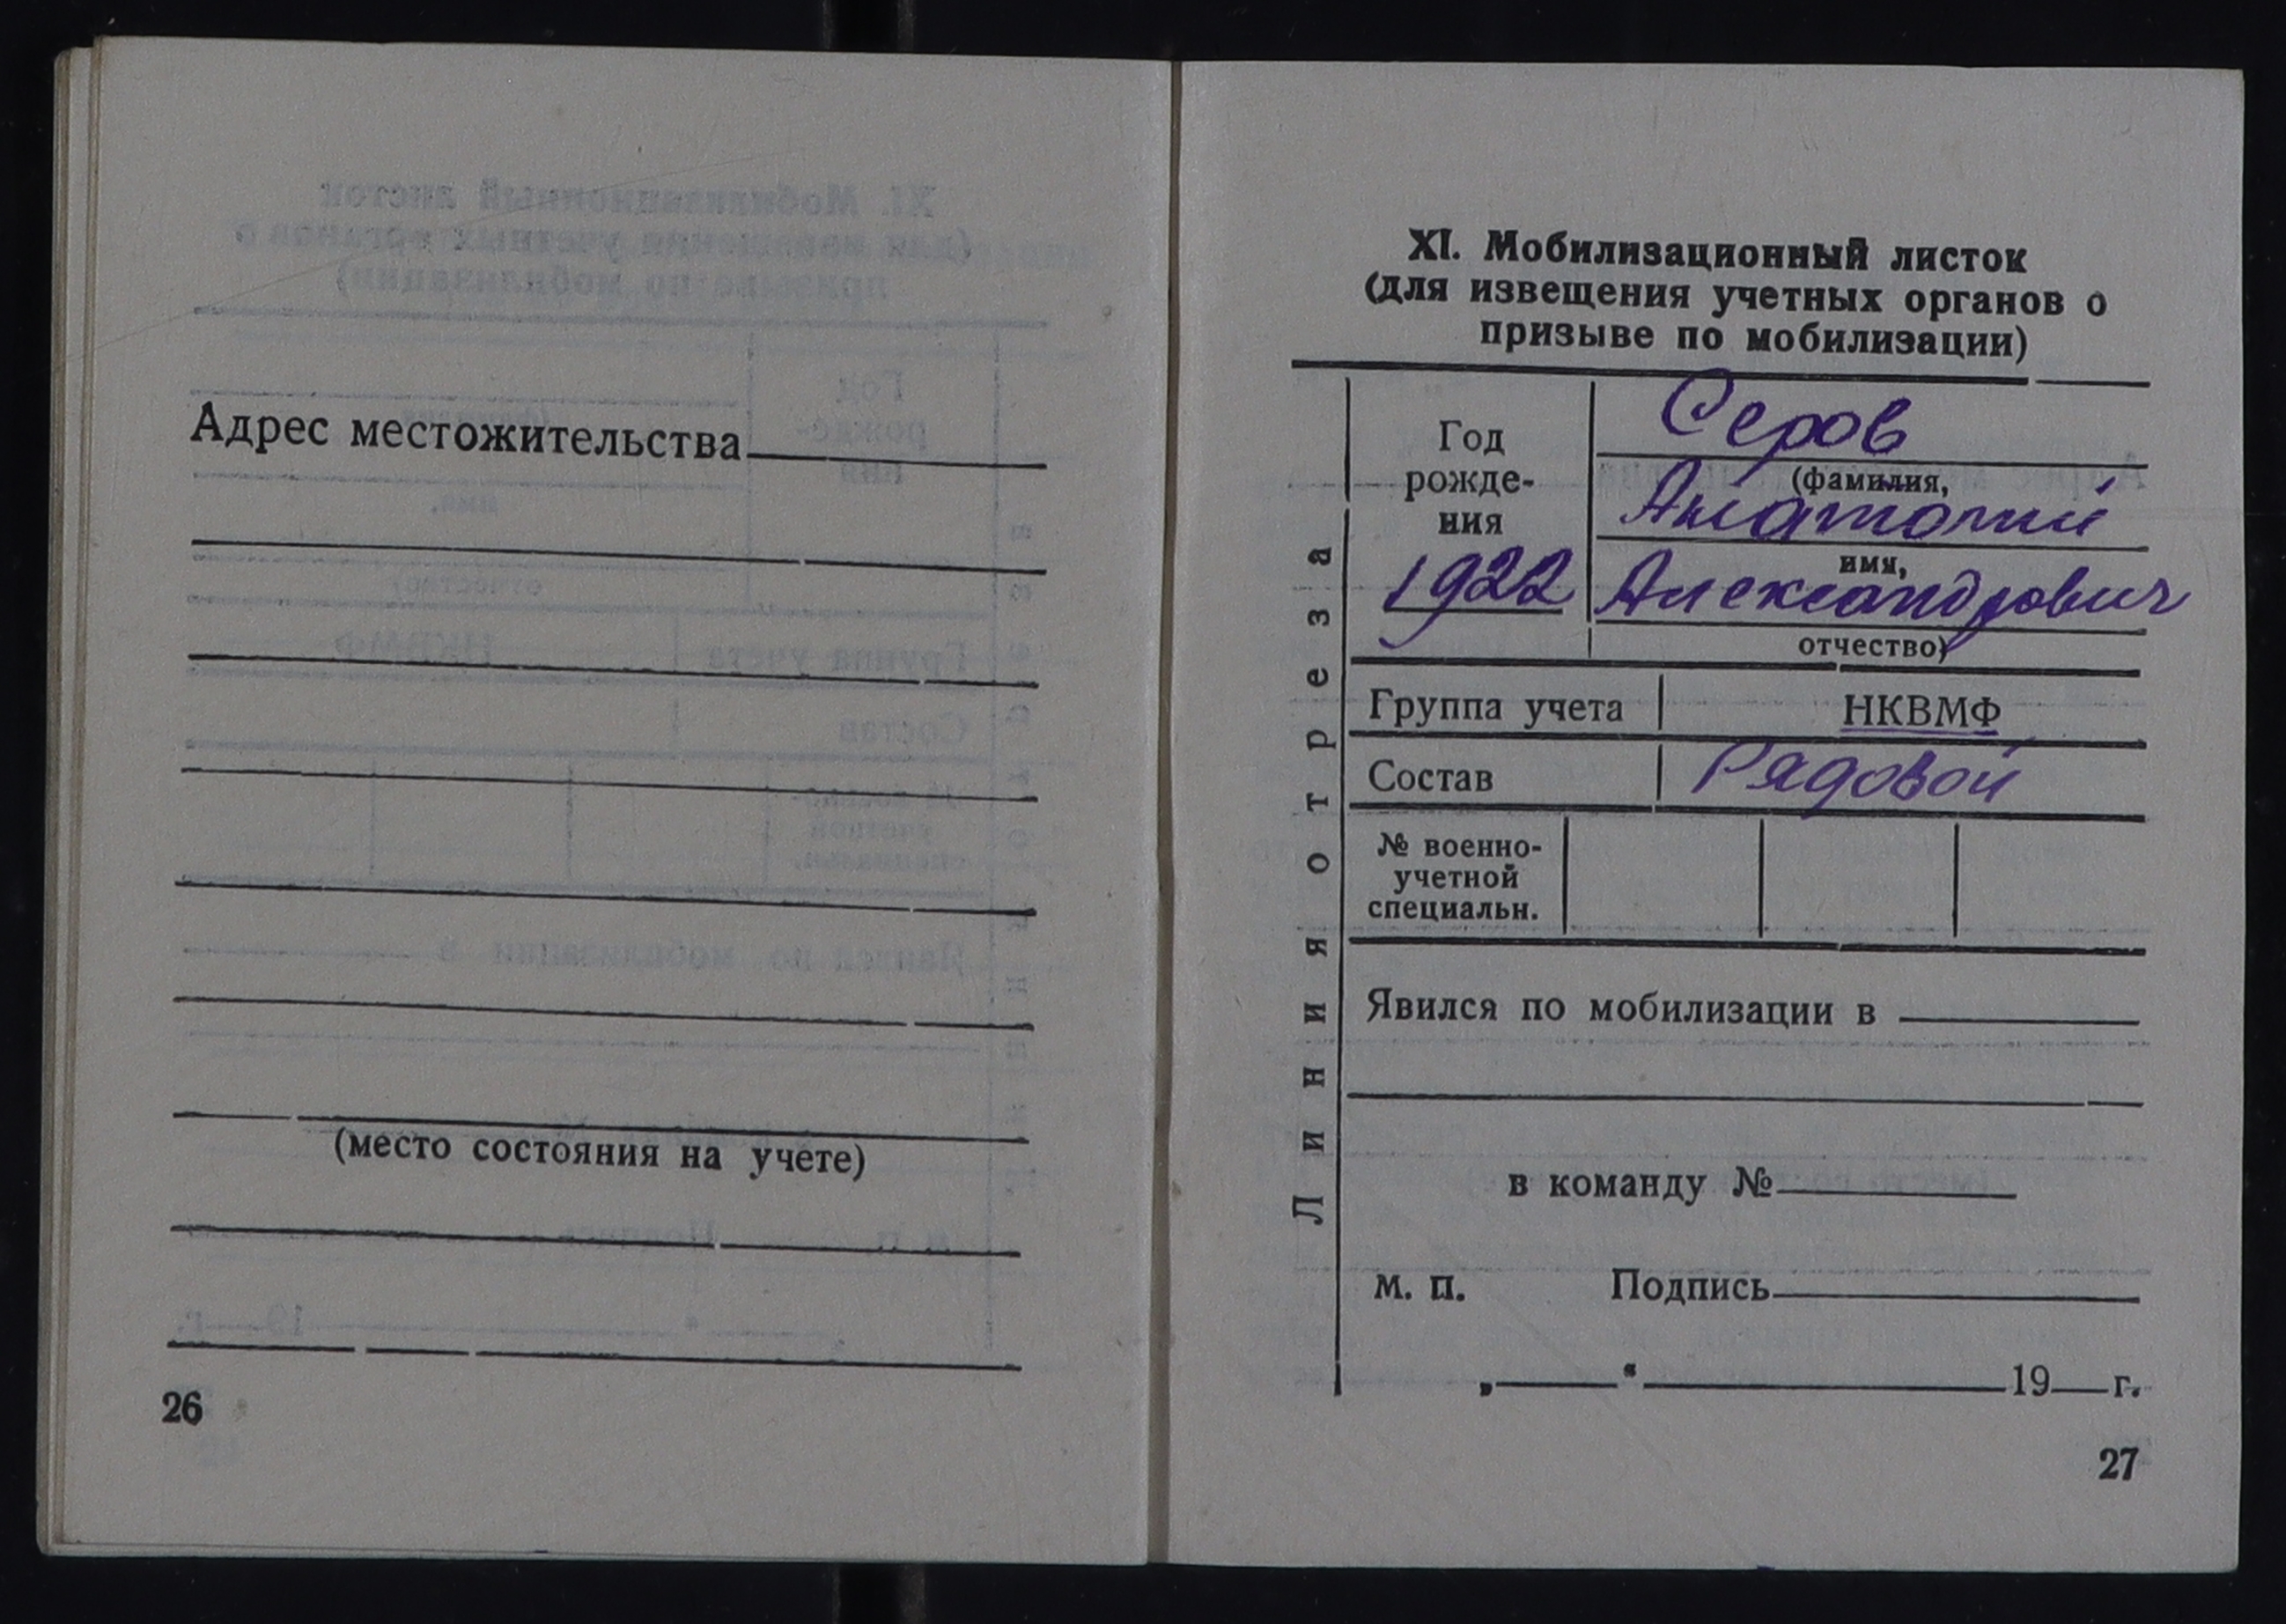 Адрес местожительства
(место состояния на учете)
26
XI. Мобилизационный листок
(для извещения учетных органов о
призыве по мобилизации)
Линия отреза
Год
рожде-
ния
1922
Серов
(фамилия,
Анатолий
имя,
Александрович
отчество)
Группа учета НКВМФ
Состав Рядовой
№ военно-
учетной
специальн.
Явился по мобилизации в
в команду №
м. п. Подпись
„ “ 19 г.
27